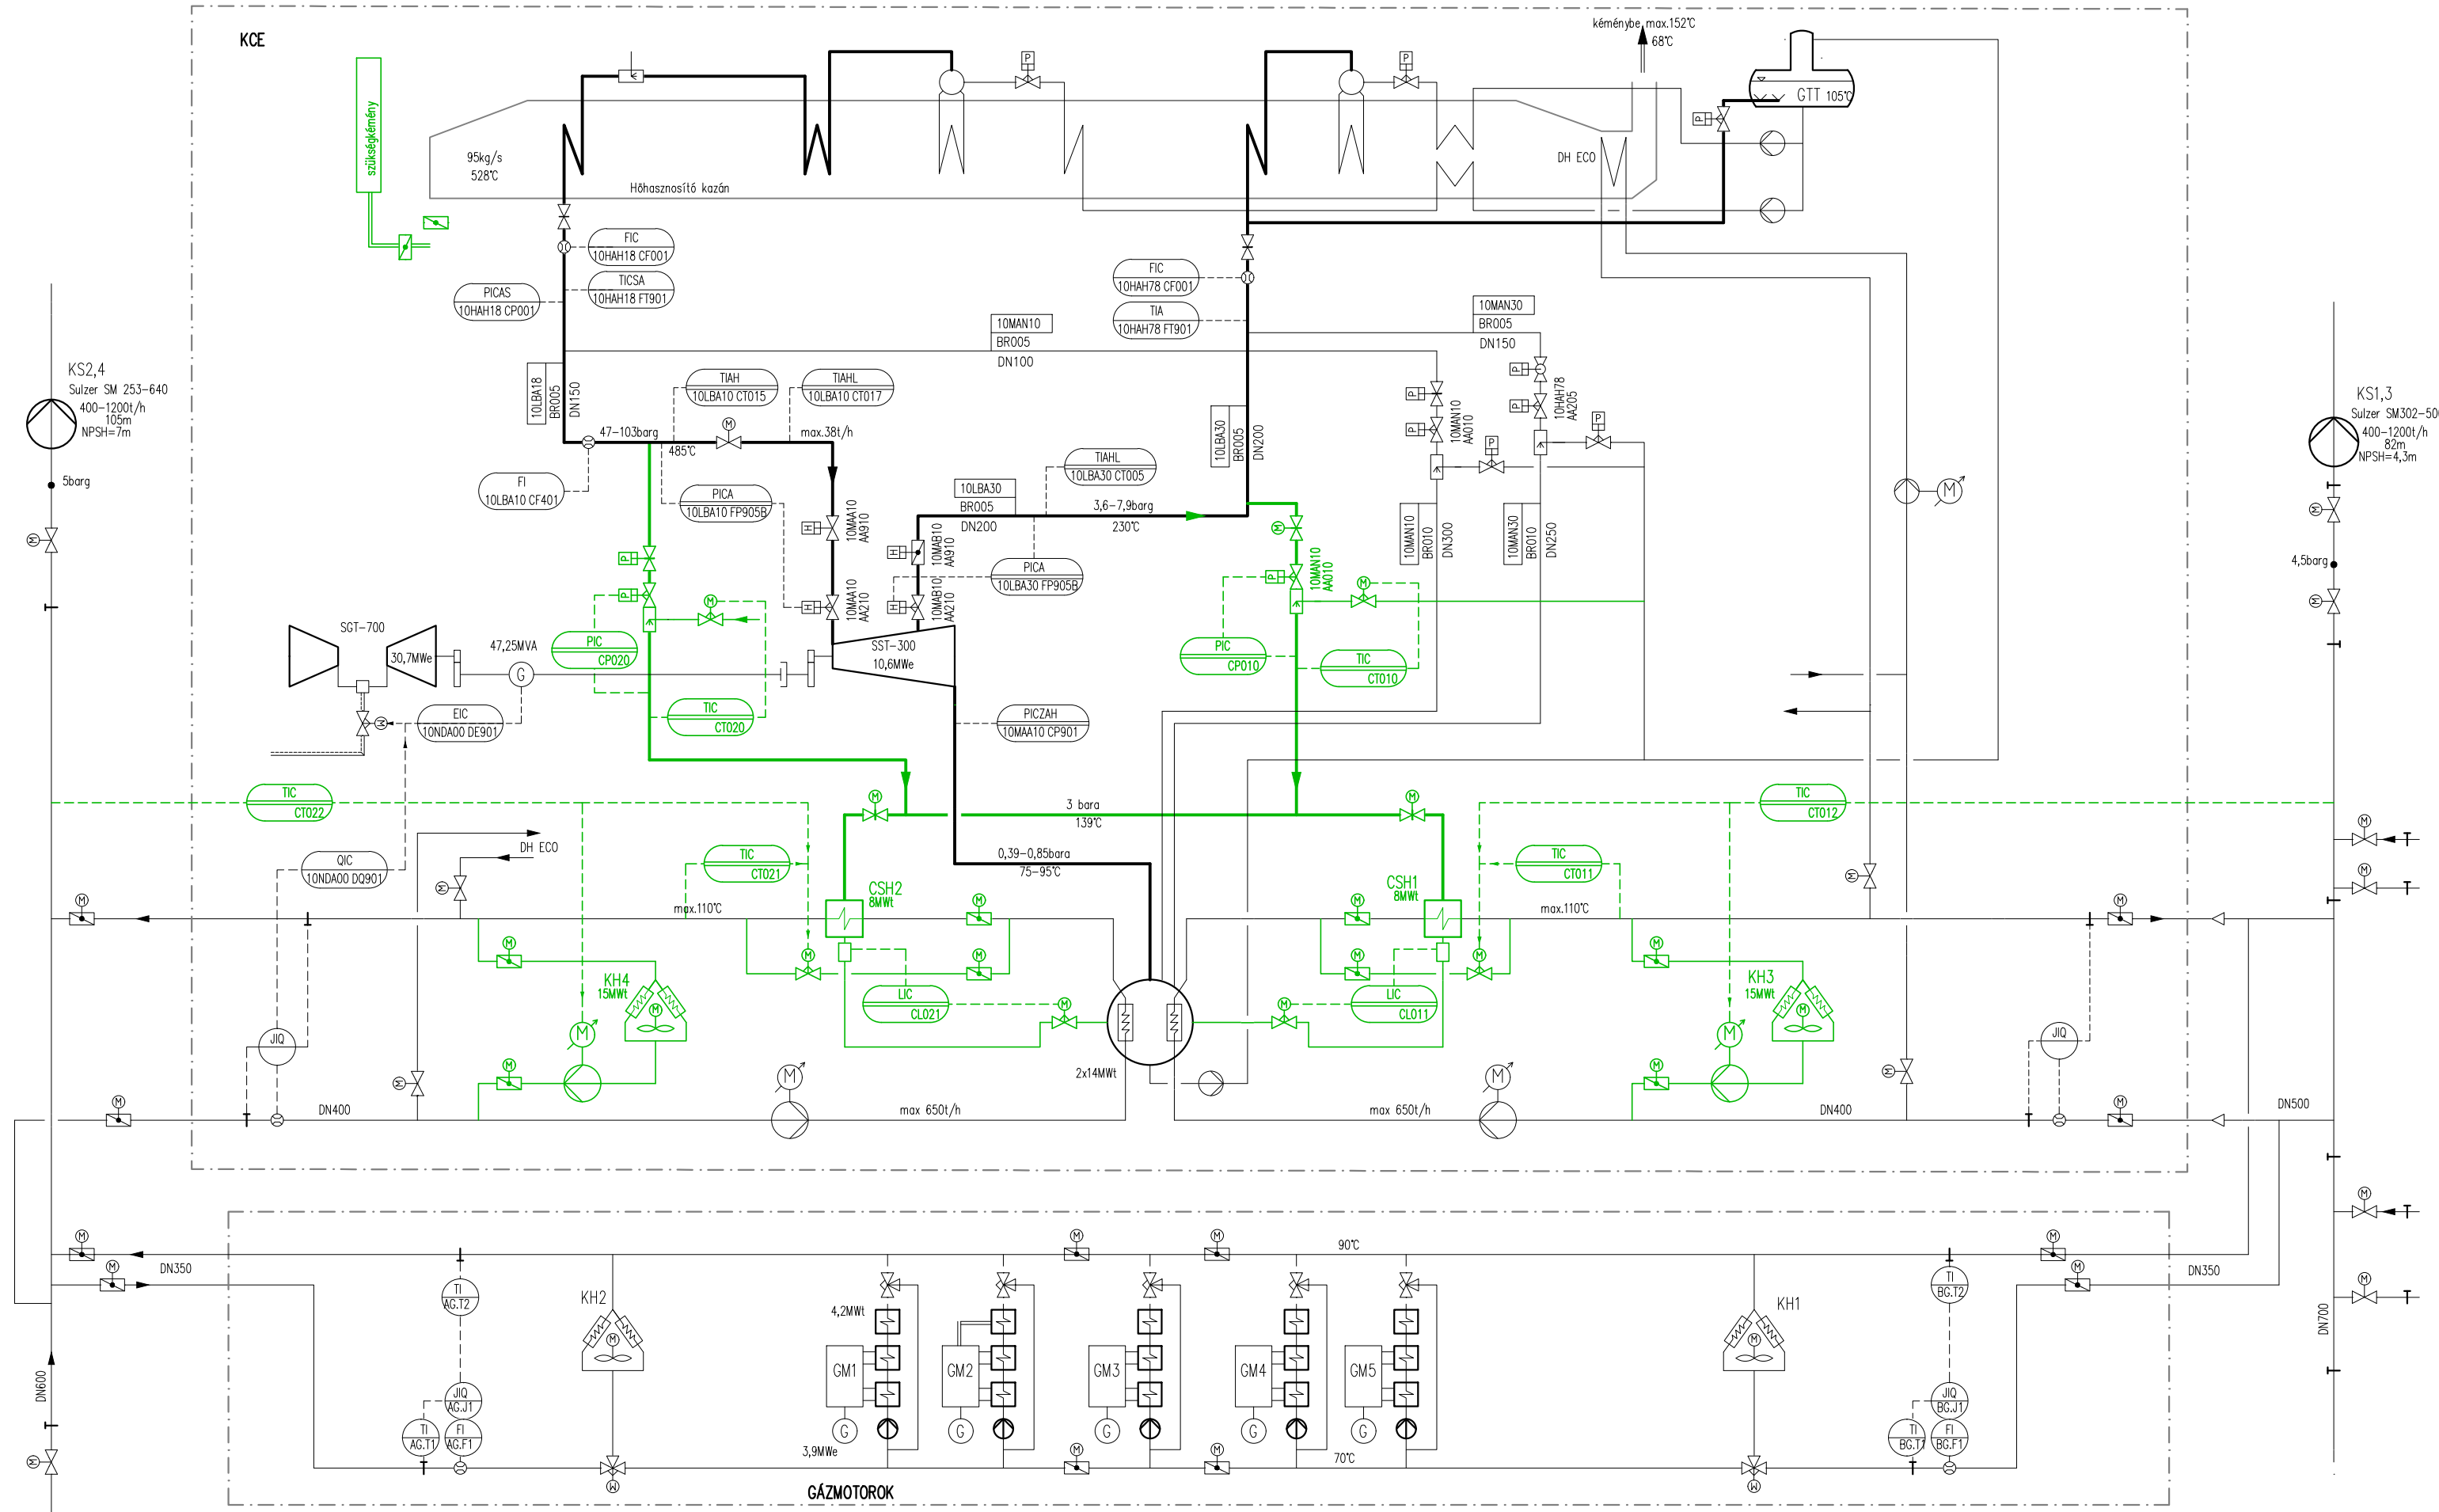 KCE
kéménybe max.152°C
68°C
szükségkémény
GTT 105°C
95kg/s
528°C
Hőhasznosító kazán
DH ECO
P
P
P
FIC
10HAH18 CF001
TICSA
10HAH18 FT901
PICAS
10HAH18 CP001
FIC
10HAH78 CF001
TIA
10HAH78 FT901
10MAN10
BR005
DN100
10MAN30
BR005
DN150
KS2,4
Sulzer SM 253-640
400-1200t/h
105m
NPSH=7m
5barg
KS1,3
Sulzer SM302-500
400-1200t/h
82m
NPSH=4,3m
4,5barg
10LBA18
BR005
DN150
TIAH
10LBA10 CT015
TIAHL
10LBA10 CT017
47-103barg
485°C
M
max.38t/h
FI
10LBA10 CF401
PICA
10LBA10 FP905B
TIAHL
10LBA30 CT005
10LBA30
BR005
DN200
10LBA30
BR005
DN200
3,6-7,9barg
230°C
PICA
10LBA30 FP905B
P
P
10MAN10
AA010
P
P
P
10HAH78
AA205
P
10MAN10
BR010
DN300
10MAN30
BR010
DN250
M
H
10MAA10
AA910
H
10MAA10
AA210
H
10MAB10
AA910
H
10MAB10
AA210
P
P
M
PIC
CP020
TIC
CT020
M
P
10MAN10
AA010
M
PIC
CP010
TIC
CT010
SGT-700
30,7MWe
47,25MVA
G
SST-300
10,6MWe
EIC
10NDA00 DE901
M
PICZAH
10MAA10 CP901
TIC
CT022
TIC
CT012
QIC
10NDA00 DQ901
DH ECO
M
M
M
3 bara
139°C
0,39-0,85bara
75-95°C
TIC
CT021
TIC
CT011
CSH2
8MWt
CSH1
8MWt
max.110°C
max.110°C
KH4
15MWt
KH3
15MWt
LIC
CL021
LIC
CL011
2x14MWt
JIQ
JIQ
DN400
max 650t/h
max 650t/h
DN400
DN500
DN350
90°C
DN350
TI
AG.T2
KH2
4,2MWt
GM1
GM2
GM3
GM4
GM5
G
G
G
G
G
3,9MWe
70°C
KH1
TI
BG.T2
JIQ
AG.J1
TI
AG.T1
FI
AG.F1
JIQ
BG.J1
TI
BG.T1
FI
BG.F1
DN600
DN700
GÁZMOTOROK